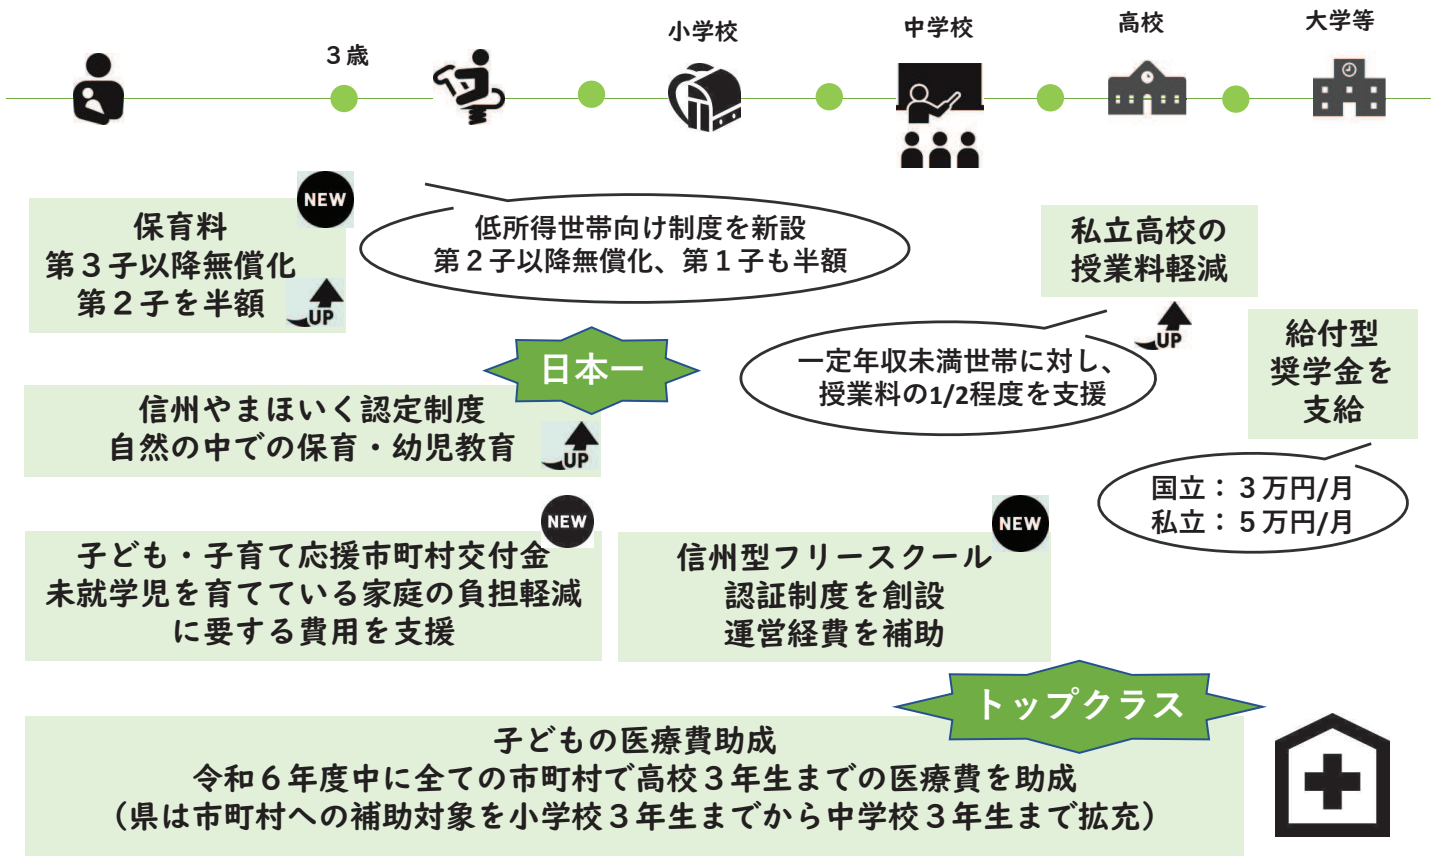 ３歳
小学校
中学校
高校
大学等
NEW
保育料
第３子以降無償化
第２子を半額
UP
低所得世帯向け制度を新設
第２子以降無償化、第１子も半額
私立高校の
授業料軽減
UP
一定年収未満世帯に対し、
授業料の1/2程度を支援
給付型
奨学金を
支給
国立：３万円/月
私立：５万円/月
日本一
信州やまほいく認定制度
自然の中での保育・幼児教育
UP
NEW
子ども・子育て応援市町村交付金
未就学児を育てている家庭の負担軽減
に要する費用を支援
NEW
信州型フリースクール
認証制度を創設
運営経費を補助
トップクラス
子どもの医療費助成
令和６年度中に全ての市町村で高校３年生までの医療費を助成
（県は市町村への補助対象を小学校３年生までから中学校３年生まで拡充）